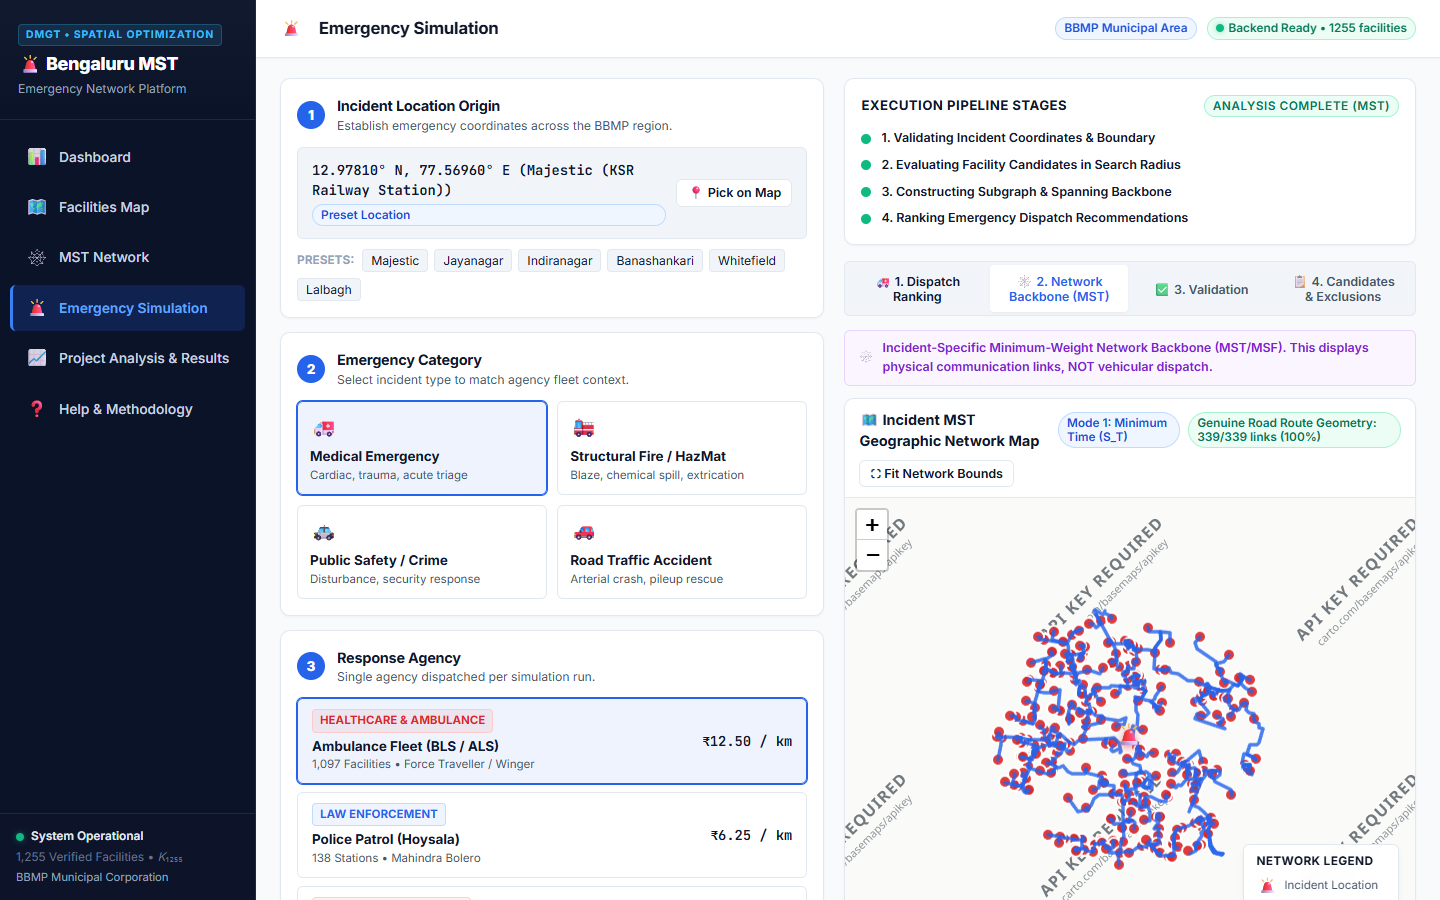 DMGT • SPATIAL OPTIMIZATION
Bengaluru MST
Emergency Network Platform
Dashboard
Facilities Map
MST Network
Emergency Simulation
Project Analysis & Results
Help & Methodology
System Operational
1,255 Verified Facilities • K₁₂₅₅
BBMP Municipal Corporation
Emergency Simulation
BBMP Municipal Area
Backend Ready • 1255 facilities
1
Incident Location Origin
Establish emergency coordinates across the BBMP region.
12.97810° N, 77.56960° E (Majestic (KSR
Railway Station))
Preset Location
Pick on Map
PRESETS:
Majestic
Jayanagar
Indiranagar
Banashankari
Whitefield
Lalbagh
2
Emergency Category
Select incident type to match agency fleet context.
Medical Emergency
Cardiac, trauma, acute triage
Structural Fire / HazMat
Blaze, chemical spill, extrication
Public Safety / Crime
Disturbance, security response
Road Traffic Accident
Arterial crash, pileup rescue
3
Response Agency
Single agency dispatched per simulation run.
HEALTHCARE & AMBULANCE
Ambulance Fleet (BLS / ALS)
1,097 Facilities • Force Traveller / Winger
₹12.50 / km
LAW ENFORCEMENT
Police Patrol (Hoysala)
138 Stations • Mahindra Bolero
₹6.25 / km
EXECUTION PIPELINE STAGES
ANALYSIS COMPLETE (MST)
1. Validating Incident Coordinates & Boundary
2. Evaluating Facility Candidates in Search Radius
3. Constructing Subgraph & Spanning Backbone
4. Ranking Emergency Dispatch Recommendations
1. Dispatch
Ranking
2. Network
Backbone (MST)
3. Validation
4. Candidates
& Exclusions
Incident-Specific Minimum-Weight Network Backbone (MST/MSF). This displays
physical communication links, NOT vehicular dispatch.
Incident MST
Geographic Network Map
Mode 1: Minimum
Time (S_T)
Genuine Road Route Geometry:
339/339 links (100%)
Fit Network Bounds
+
−
API KEY REQUIRED
carto.com/basemaps/apikey
API KEY REQUIRED
carto.com/basemaps/apikey
NETWORK LEGEND
Incident Location